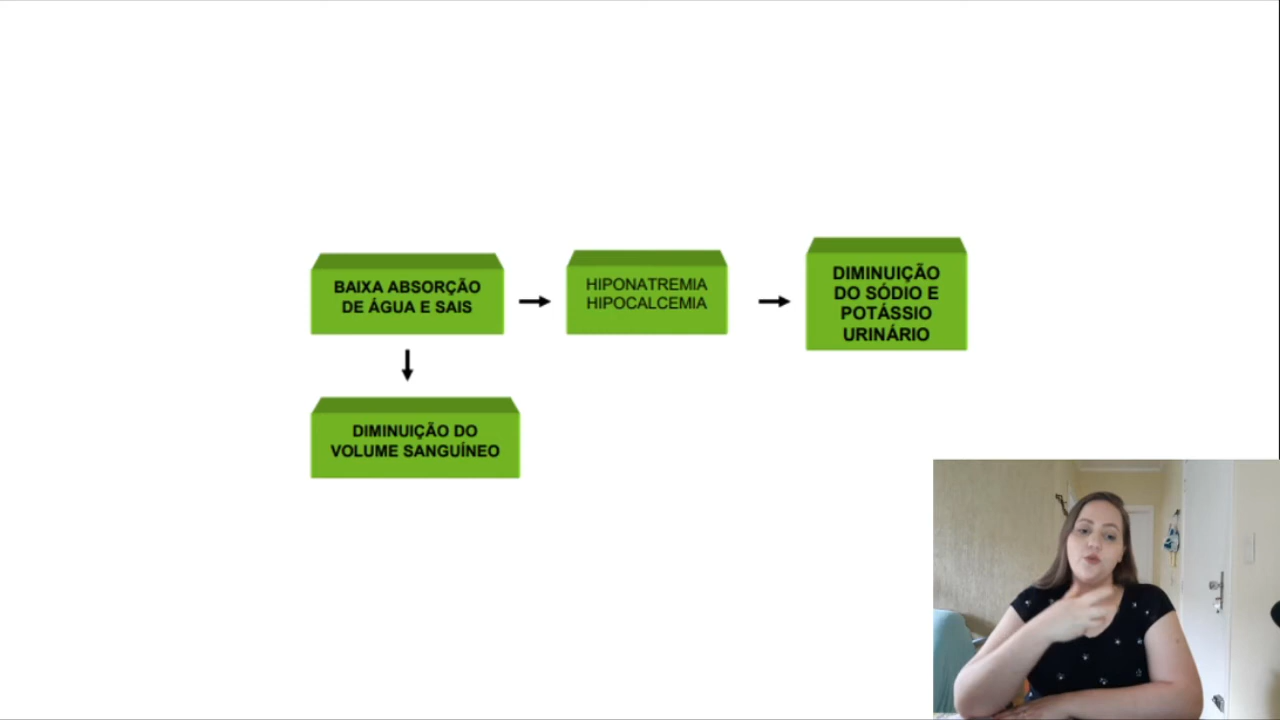 BAIXA ABSORÇÃO
DE ÁGUA E SAIS
HIPONATREMIA
HIPOCALCEMIA
DIMINUIÇÃO
DO SÓDIO E
POTÁSSIO
URINÁRIO
DIMINUIÇÃO DO
VOLUME SANGUÍNEO